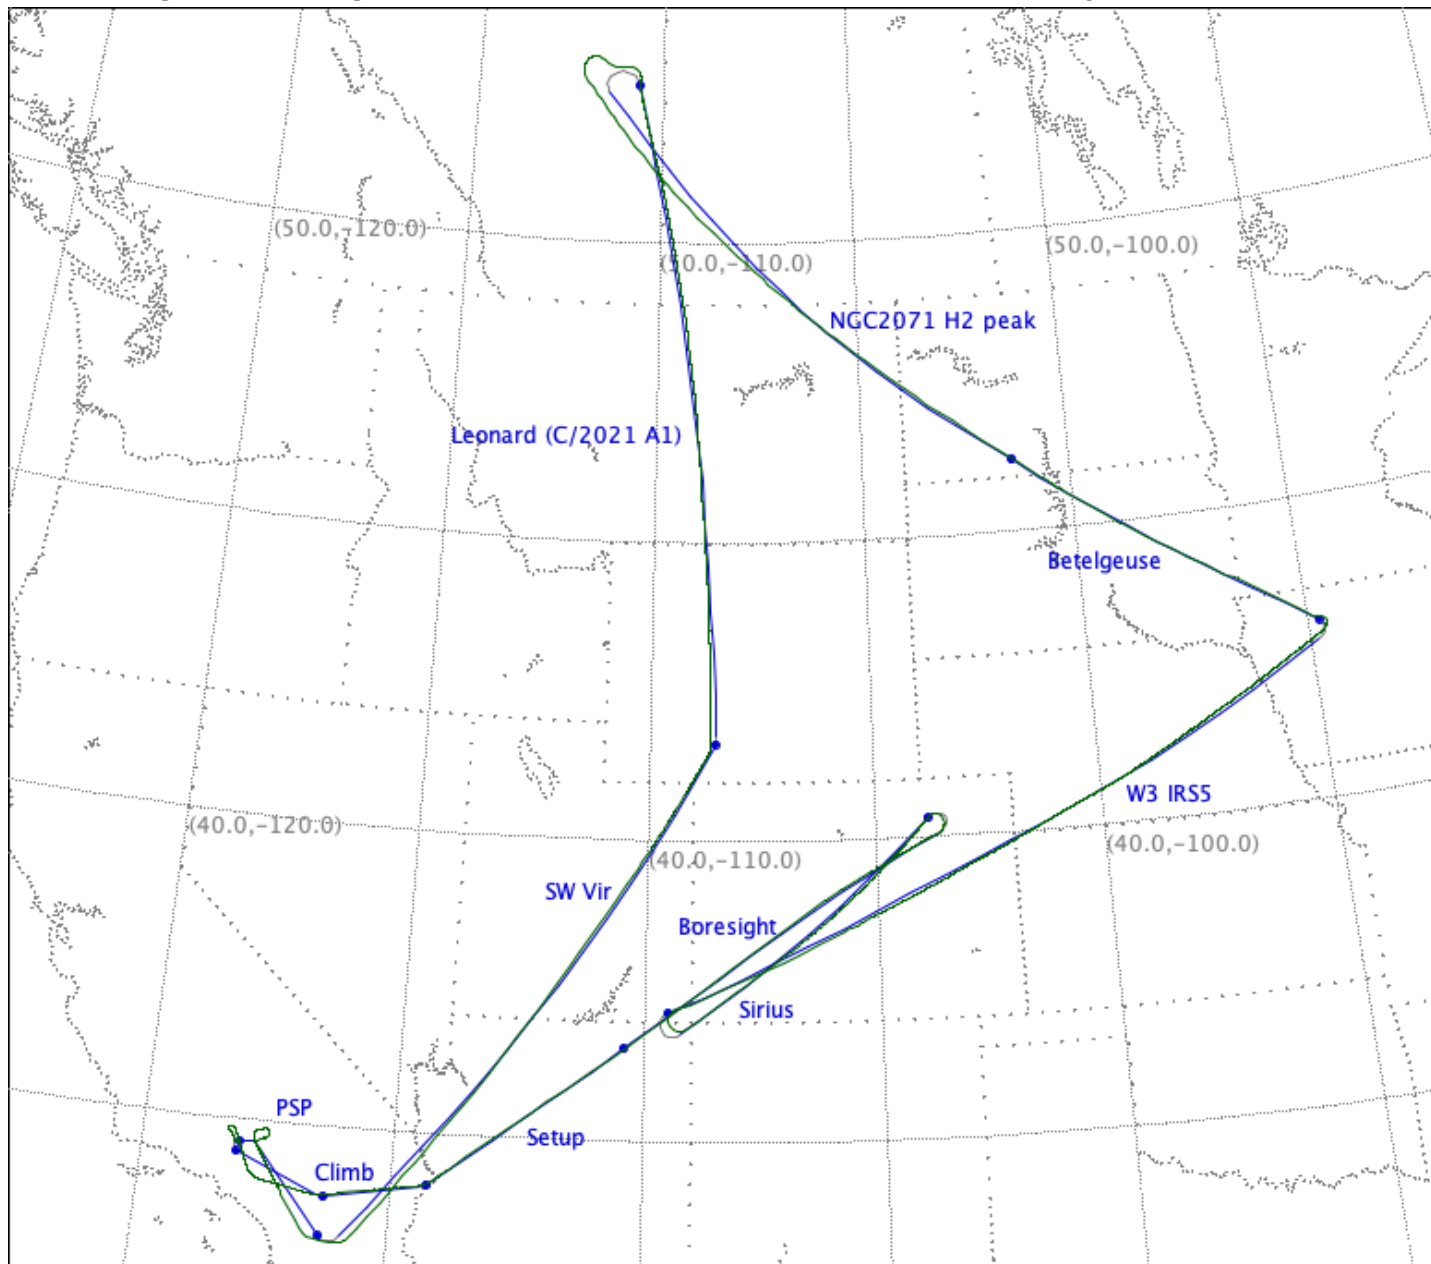 (50.0,-120.0)
(50.0,-110.0)
(50.0,-100.0)
NGC2071 H2 peak
Leonard (C/2021 A1)
Betelgeuse
W3 IRS5
(40.0,-120.0)
(40.0,-110.0)
(40.0,-100.0)
SW Vir
Boresight
Sirius
PSP
Setup
Climb